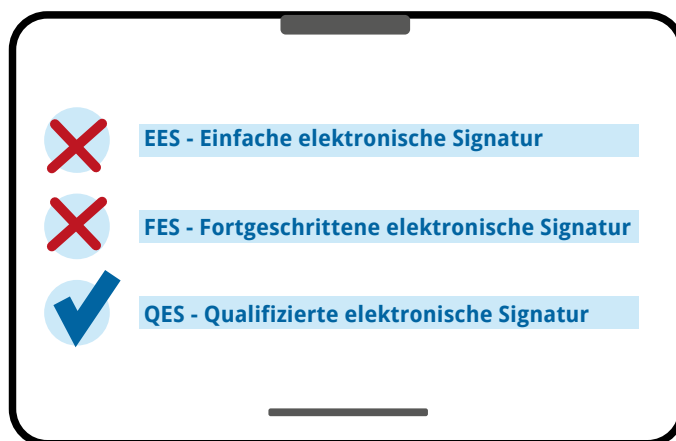 EES - Einfache elektronische Signatur
FES - Fortgeschrittene elektronische Signatur
QES - Qualifizierte elektronische Signatur